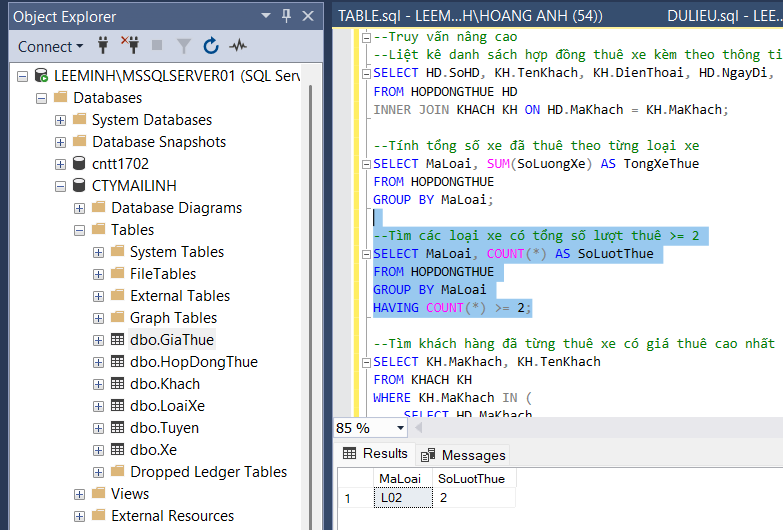 Object Explorer
Connect
LEEMINH\MSSQLSERVER01 (SQL Serv
Databases
System Databases
Database Snapshots
cntt1702
CTYMAILINH
Database Diagrams
Tables
System Tables
FileTables
External Tables
Graph Tables
dbo.GiaThue
dbo.HopDongThue
dbo.Khach
dbo.LoaiXe
dbo.Tuyen
dbo.Xe
Dropped Ledger Tables
Views
External Resources
TABLE.sql - LEEM...H\HOANG ANH (54))
DULIEU.sql - LEE...
--Truy vấn nâng cao
--Liệt kê danh sách hợp đồng thuê xe kèm theo thông ti
SELECT HD.SoHD, KH.TenKhach, KH.DienThoai, HD.NgayDi,
FROM HOPDONGTHUE HD
INNER JOIN KHACH KH ON HD.MaKhach = KH.MaKhach;
--Tính tổng số xe đã thuê theo từng loại xe
SELECT MaLoai, SUM(SoLuongXe) AS TongXeThue
FROM HOPDONGTHUE
GROUP BY MaLoai;
--Tìm các loại xe có tổng số lượt thuê >= 2
SELECT MaLoai, COUNT(*) AS SoLuotThue
FROM HOPDONGTHUE
GROUP BY MaLoai
HAVING COUNT(*) >= 2;
--Tìm khách hàng đã từng thuê xe có giá thuê cao nhất
SELECT KH.MaKhach, KH.TenKhach
FROM KHACH KH
WHERE KH.MaKhach IN (
SELECT HD.MaKhach
85 %
Results
Messages
MaLoai SoLuotThue
1 L02 2